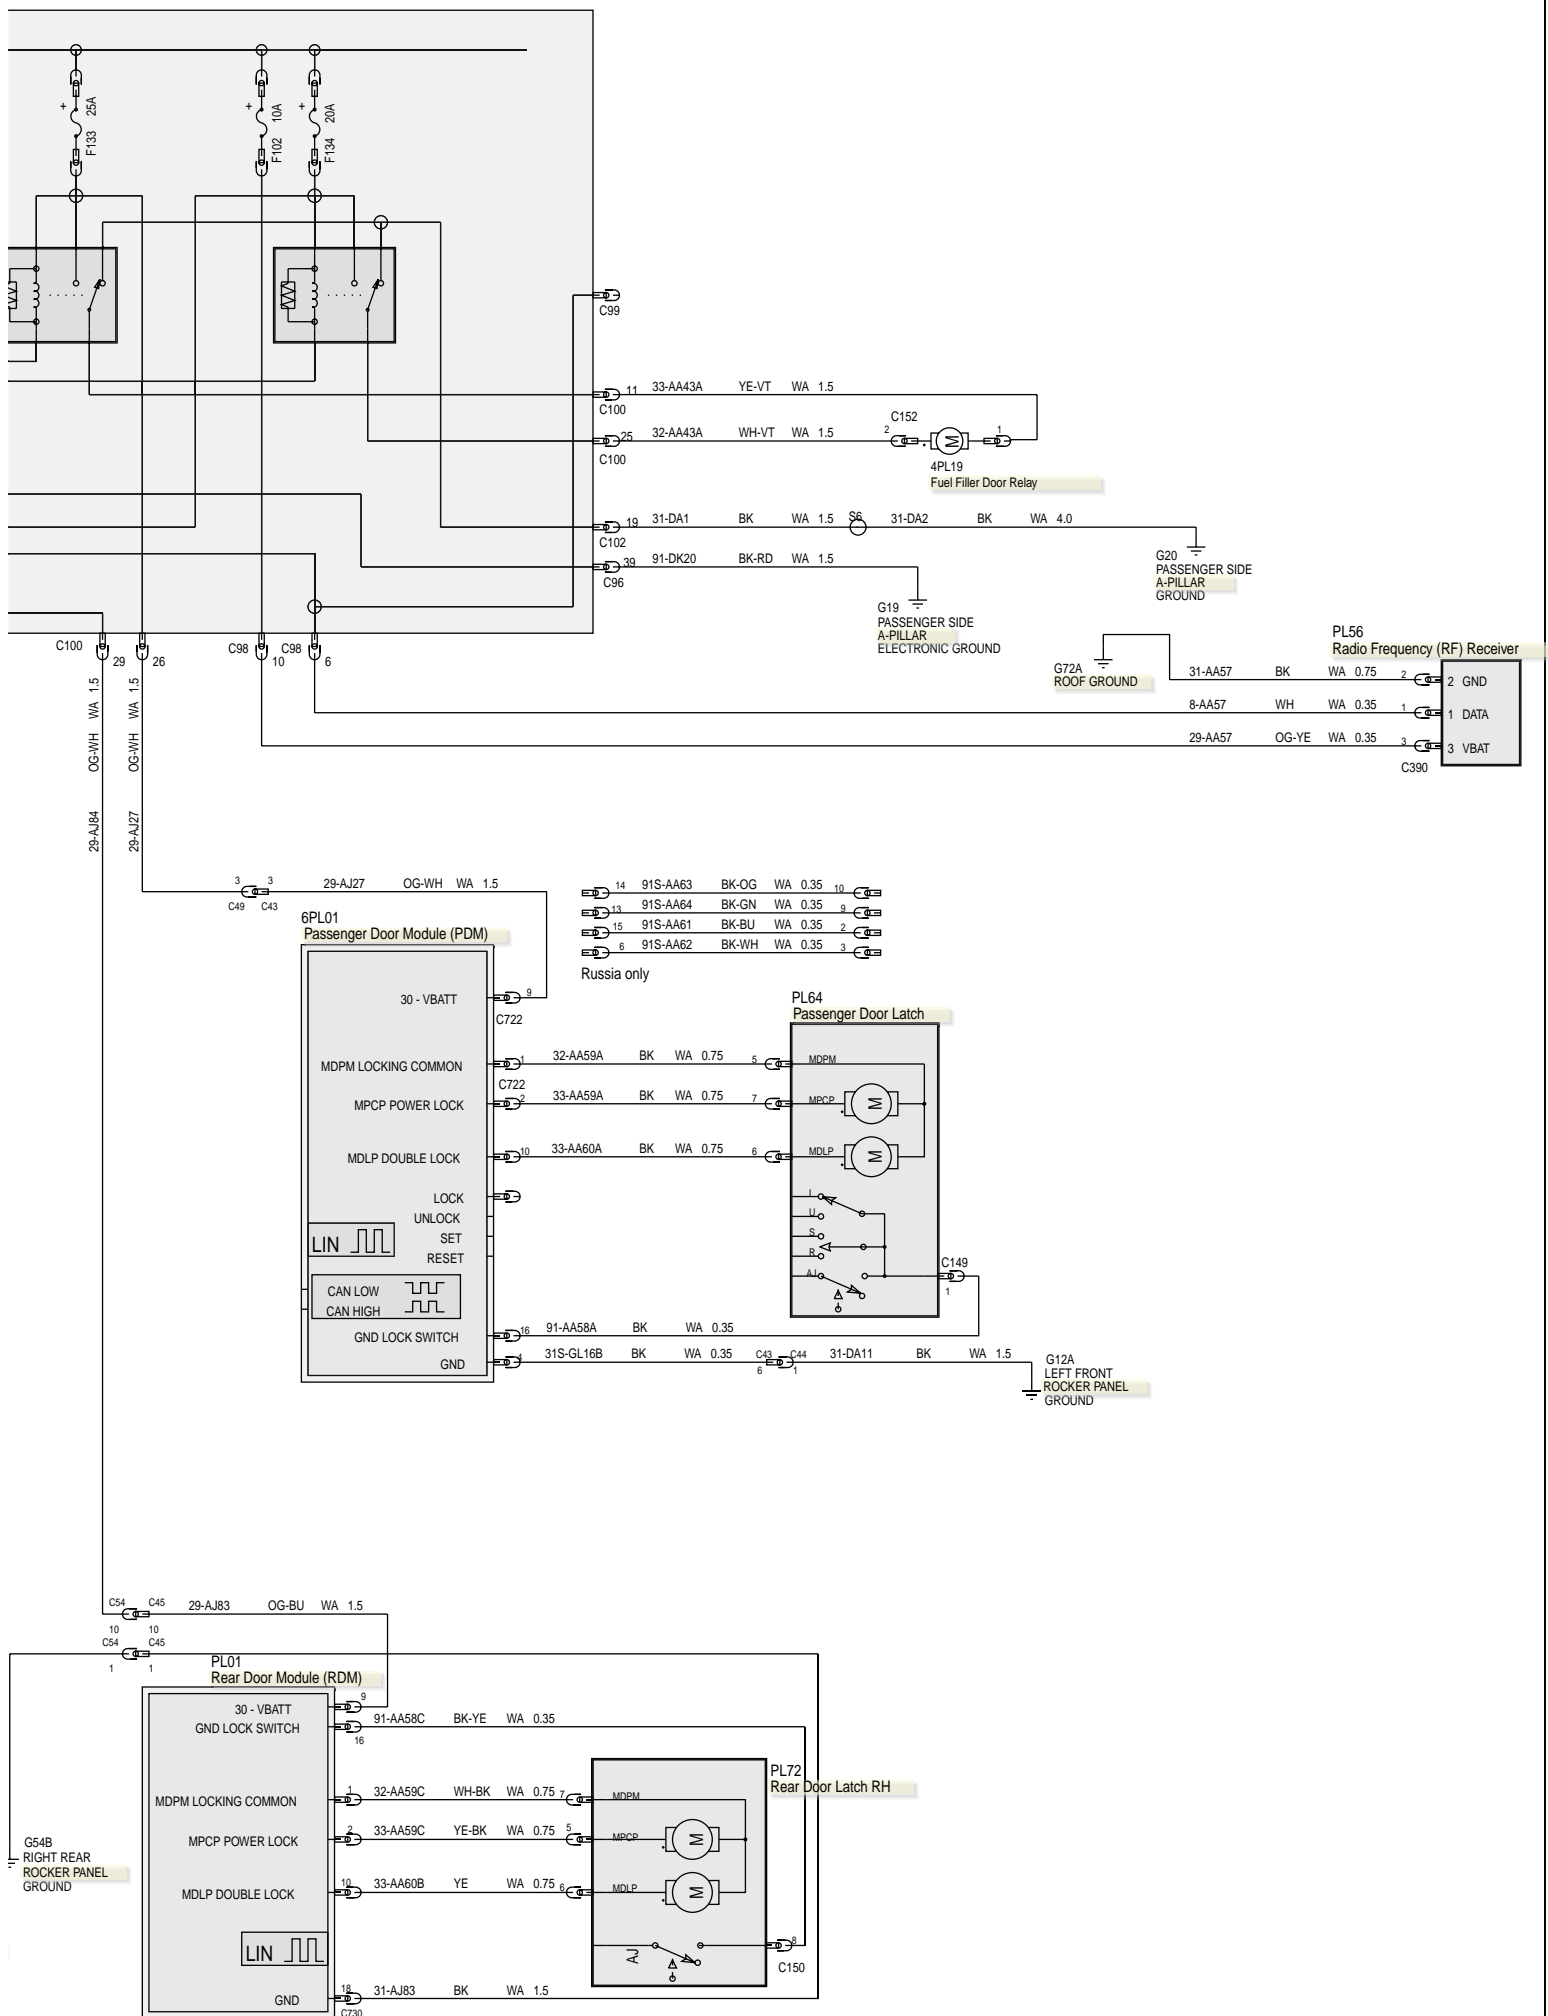 + 25A
F133
+ 10A
F102
+ 20A
F134
C99
11 33-AA43A YE-VT WA 1.5
C100
C152
25 32-AA43A WH-VT WA 1.5 2 M 1
C100
4PL19
Fuel Filler Door Relay
19 31-DA1 BK WA 1.5 S6 31-DA2 BK WA 4.0
C102
39 91-DK20 BK-RD WA 1.5
C96
G20
PASSENGER SIDE
A-PILLAR
GROUND
G19
PASSENGER SIDE
A-PILLAR
ELECTRONIC GROUND
C100 29 26 C98 10 C98 6
PL56
Radio Frequency (RF) Receiver
G72A
ROOF GROUND
31-AA57 BK WA 0.75 2 2 GND
8-AA57 WH WA 0.35 1 1 DATA
29-AA57 OG-YE WA 0.35 3 3 VBAT
C390
29-AJ84 OG-WH WA 1.5
29-AJ27 OG-WH WA 1.5
3 3 29-AJ27 OG-WH WA 1.5
C49 C43
14 91S-AA63 BK-OG WA 0.35 10
13 91S-AA64 BK-GN WA 0.35 9
15 91S-AA61 BK-BU WA 0.35 2
6 91S-AA62 BK-WH WA 0.35 3
Russia only
6PL01
Passenger Door Module (PDM)
30 - VBATT 9
C722
PL64
Passenger Door Latch
MDPM LOCKING COMMON 1 32-AA59A BK WA 0.75 5 MDPM
C722
MPCP POWER LOCK 2 33-AA59A BK WA 0.75 7 MPCP M
MDLP DOUBLE LOCK 10 33-AA60A BK WA 0.75 6 MDLP M
LOCK
UNLOCK
SET
RESET
LIN
U
S
R
AJ
C149
1
CAN LOW
CAN HIGH
GND LOCK SWITCH 16 91-AA58A BK WA 0.35
GND 4 31S-GL16B BK WA 0.35 C43 C44 31-DA11 BK WA 1.5
6 1
G12A
LEFT FRONT
ROCKER PANEL
GROUND
C54 C45 29-AJ83 OG-BU WA 1.5
10 10
C54 C45
1 1
PL01
Rear Door Module (RDM)
30 - VBATT 9
GND LOCK SWITCH 91-AA58C BK-YE WA 0.35
16
PL72
Rear Door Latch RH
MDPM LOCKING COMMON 1 32-AA59C WH-BK WA 0.75 7 MDPM
MPCP POWER LOCK 2 33-AA59C YE-BK WA 0.75 5 MPCP M
MDLP DOUBLE LOCK 10 33-AA60B YE WA 0.75 6 MDLP M
G54B
RIGHT REAR
ROCKER PANEL
GROUND
LIN
AJ
8
C150
GND 18 31-AJ83 BK WA 1.5
C730